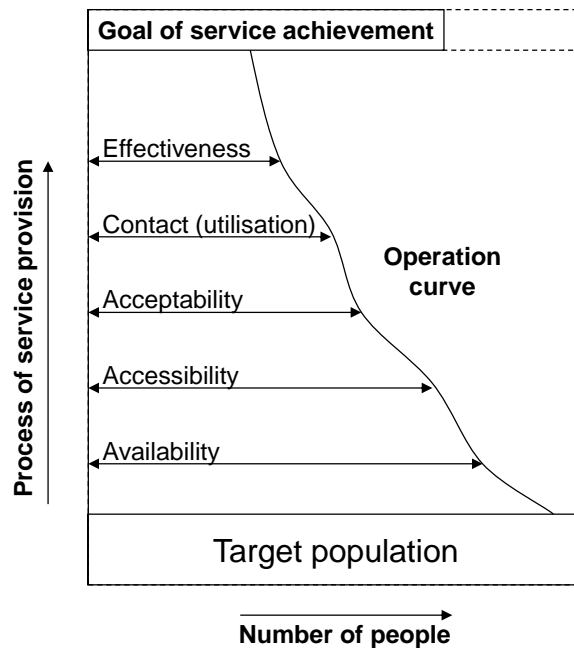 Goal of service achievement
Effectiveness
Contact (utilisation)
Operation
curve
Acceptability
Accessibility
Availability
Process of service provision
Target population
Number of people